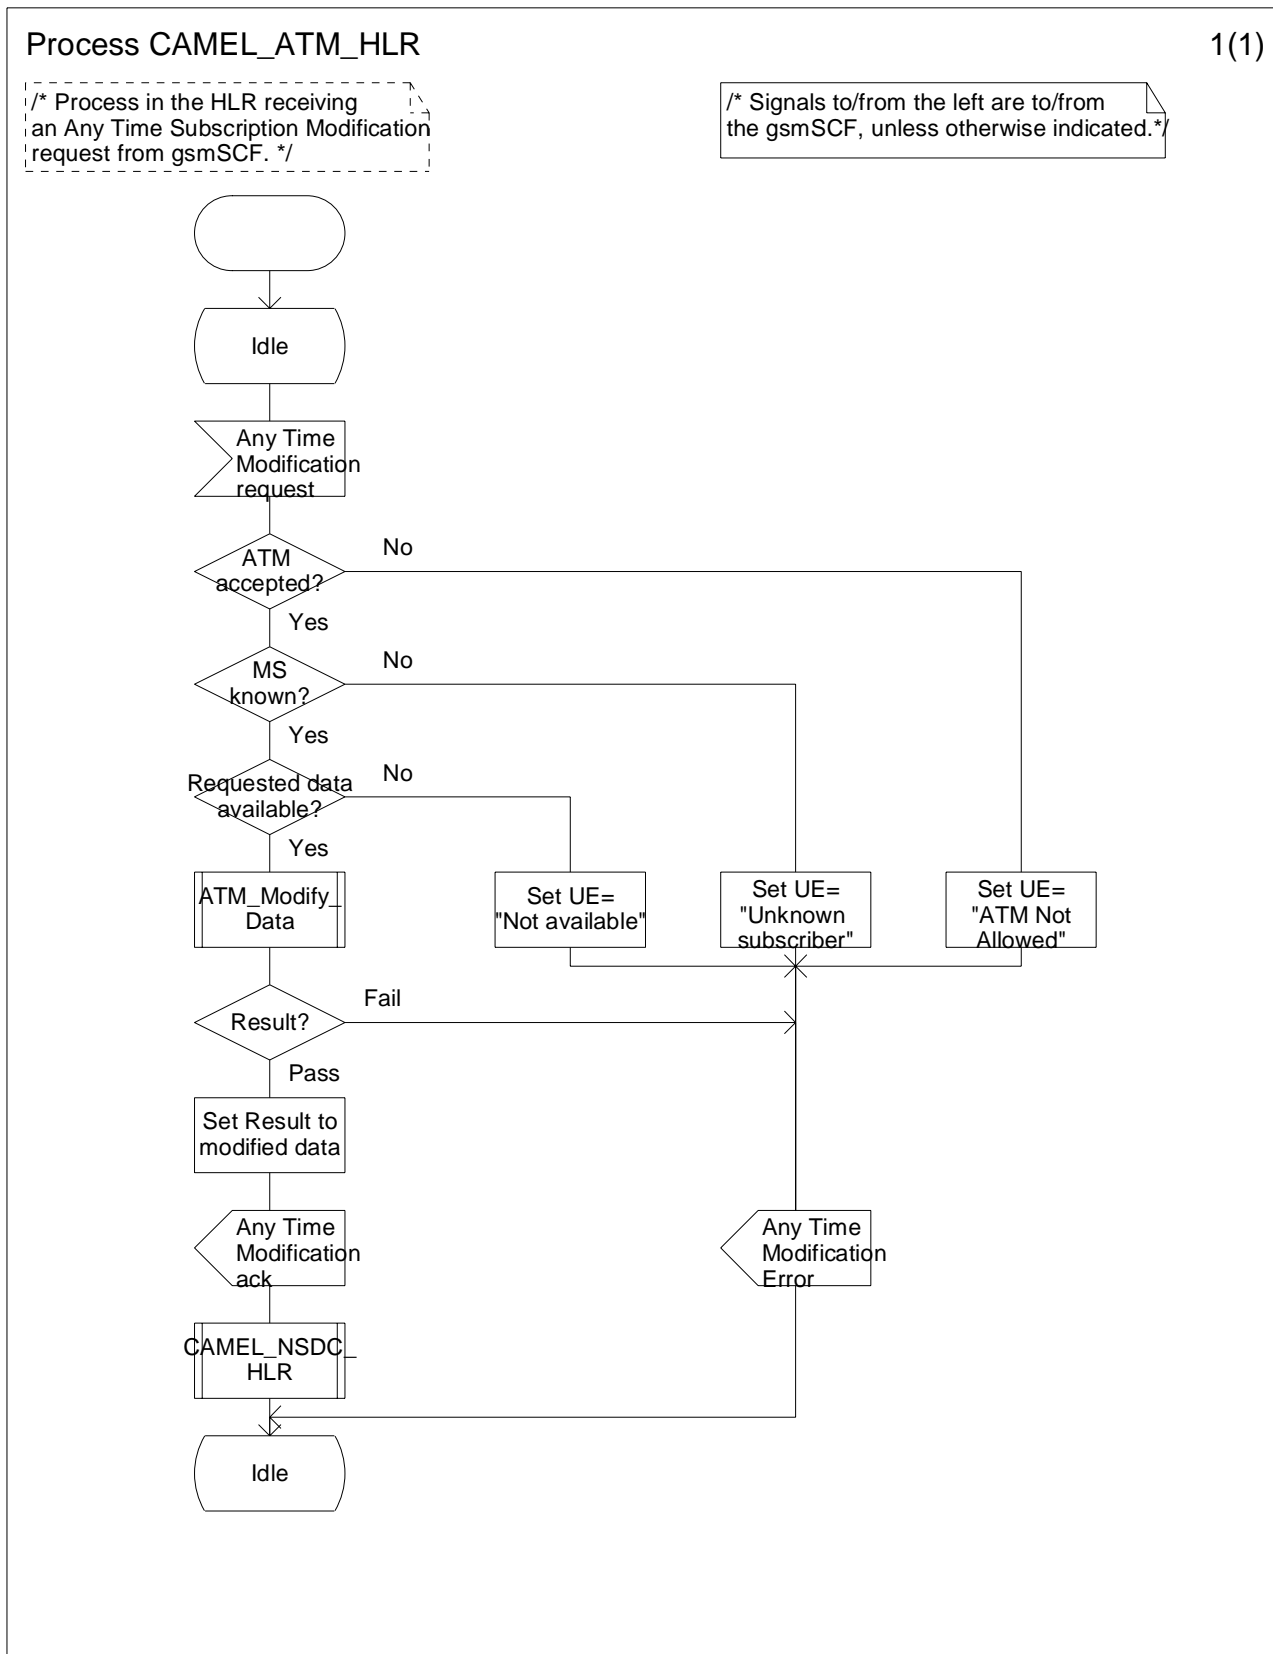 Process CAMEL_ATM_HLR
1(1)
/* Process in the HLR receiving
an Any Time Subscription Modification
request from gsmSCF. */
/* Signals to/from the left are to/from
the gsmSCF, unless otherwise indicated.*/
Idle
Any Time
Modification
request
ATM
accepted?
No
Yes
MS
known?
No
Yes
Requested data
available?
No
Yes
ATM_Modify_
Data
Set UE=
"Not available"
Set UE=
"Unknown
subscriber"
Set UE=
"ATM Not
Allowed"
Result?
Fail
Pass
Set Result to
modified data
Any Time
Modification
ack
Any Time
Modification
Error
CAMEL_NSDC_
HLR
Idle